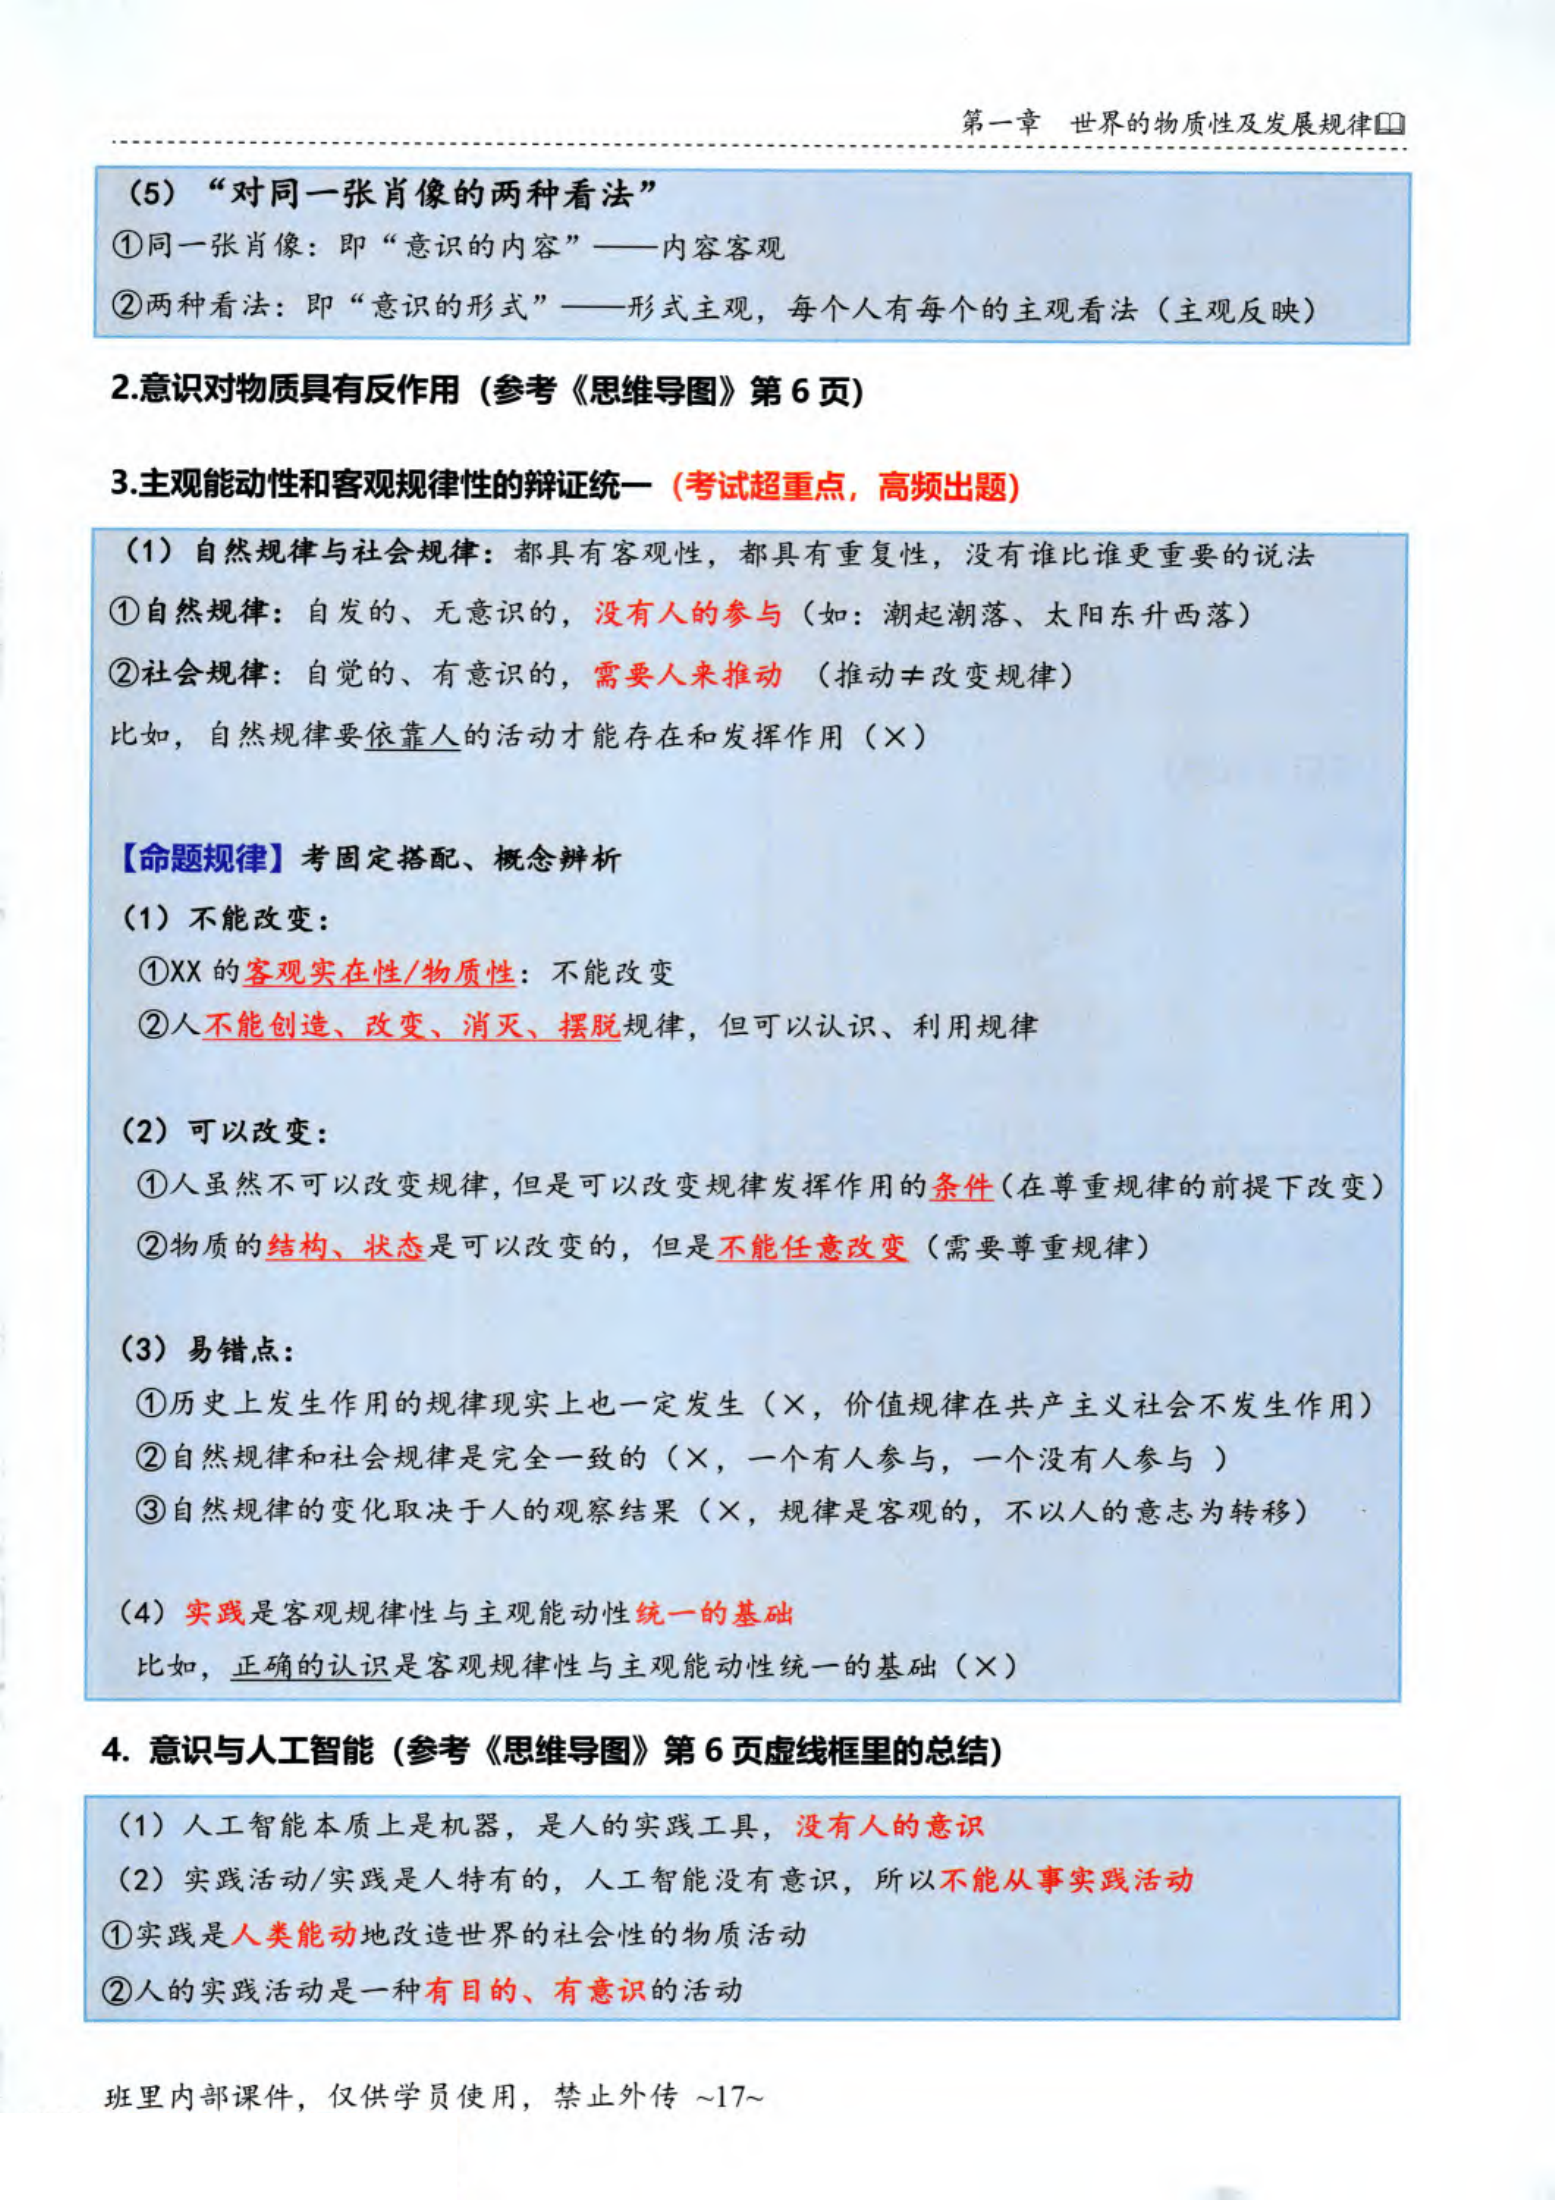 第一章　世界的物质性及发展规律
（5）“对同一张肖像的两种看法”
①同一张肖像：即“意识的内容”——内容客观
②两种看法：即“意识的形式”——形式主观，每个人有每个的主观看法（主观反映）
2.意识对物质具有反作用（参考《思维导图》第 6 页）
3.主观能动性和客观规律性的辩证统一（考试超重点，高频出题）
（1）自然规律与社会规律：都具有客观性，都具有重复性，没有谁比谁更重要的说法
①自然规律：自发的、无意识的，没有人的参与（如：潮起潮落、太阳东升西落）
②社会规律：自觉的、有意识的，需要人来推动 （推动≠改变规律）
比如，自然规律要依靠人的活动才能存在和发挥作用（×）
【命题规律】考固定搭配、概念辨析
（1）不能改变：
①XX 的客观实在性/物质性：不能改变
②人不能创造、改变、消灭、摆脱规律，但可以认识、利用规律
（2）可以改变：
①人虽然不可以改变规律，但是可以改变规律发挥作用的条件（在尊重规律的前提下改变）
②物质的结构、状态是可以改变的，但是不能任意改变（需要尊重规律）
（3）易错点：
①历史上发生作用的规律现实上也一定发生（×，价值规律在共产主义社会不发生作用）
②自然规律和社会规律是完全一致的（×，一个有人参与，一个没有人参与 ）
③自然规律的变化取决于人的观察结果（×，规律是客观的，不以人的意志为转移）
（4）实践是客观规律性与主观能动性统一的基础
比如，正确的认识是客观规律性与主观能动性统一的基础（×）
4. 意识与人工智能（参考《思维导图》第 6 页虚线框里的总结）
（1）人工智能本质上是机器，是人的实践工具，没有人的意识
（2）实践活动/实践是人特有的，人工智能没有意识，所以不能从事实践活动
①实践是人类能动地改造世界的社会性的物质活动
②人的实践活动是一种有目的、有意识的活动
班里内部课件，仅供学员使用，禁止外传 ~17~